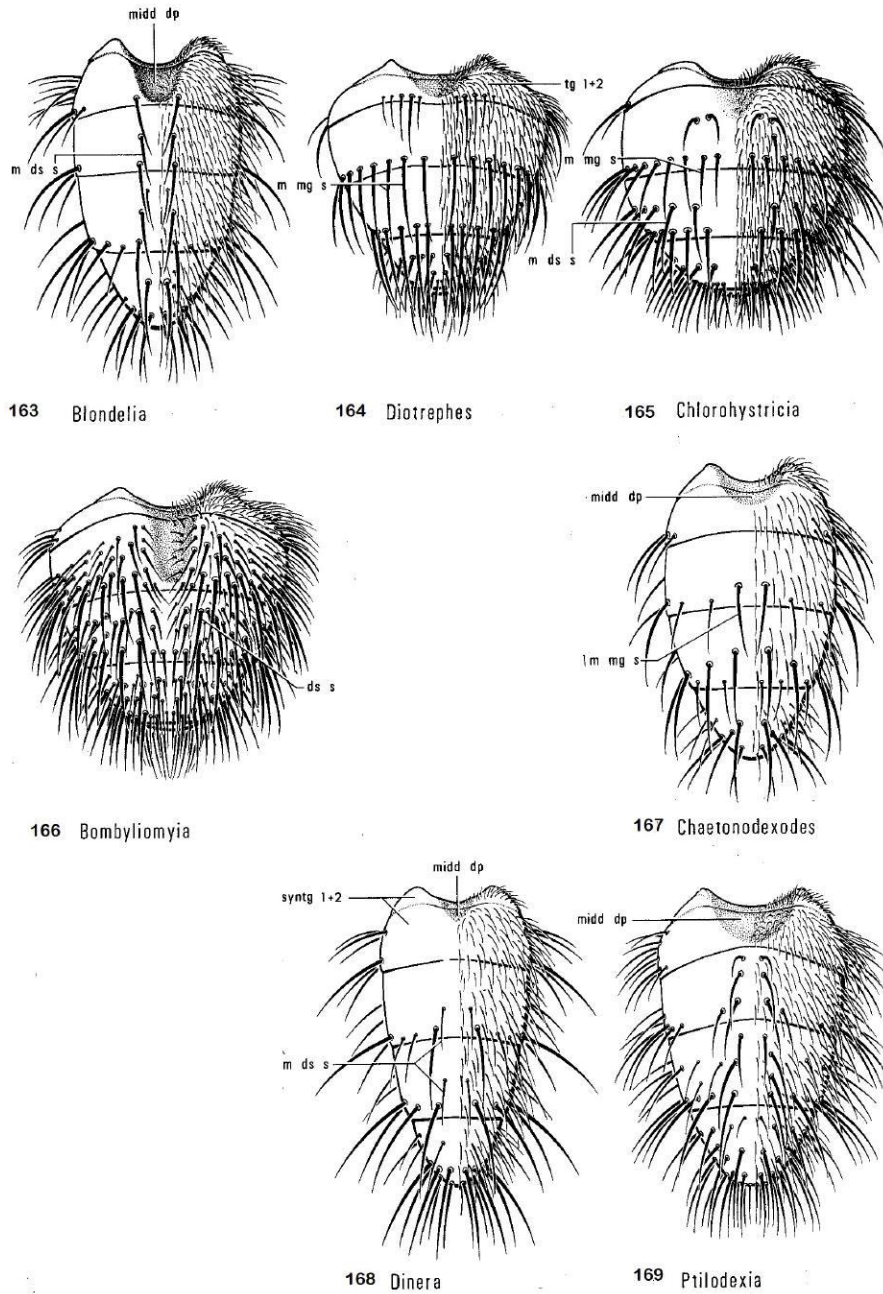 midd dp
tg 1+2
m ds s
m mg s
m mg s
m ds s
163 Blondelia
164 Diotrephes
165 Chlorohystricia
midd dp
ds s
lm mg s
166 Bombyliomyia
167 Chaetonodexodes
midd dp
syntg 1+2
midd dp
m ds s
168 Dinera
169 Ptilodexia